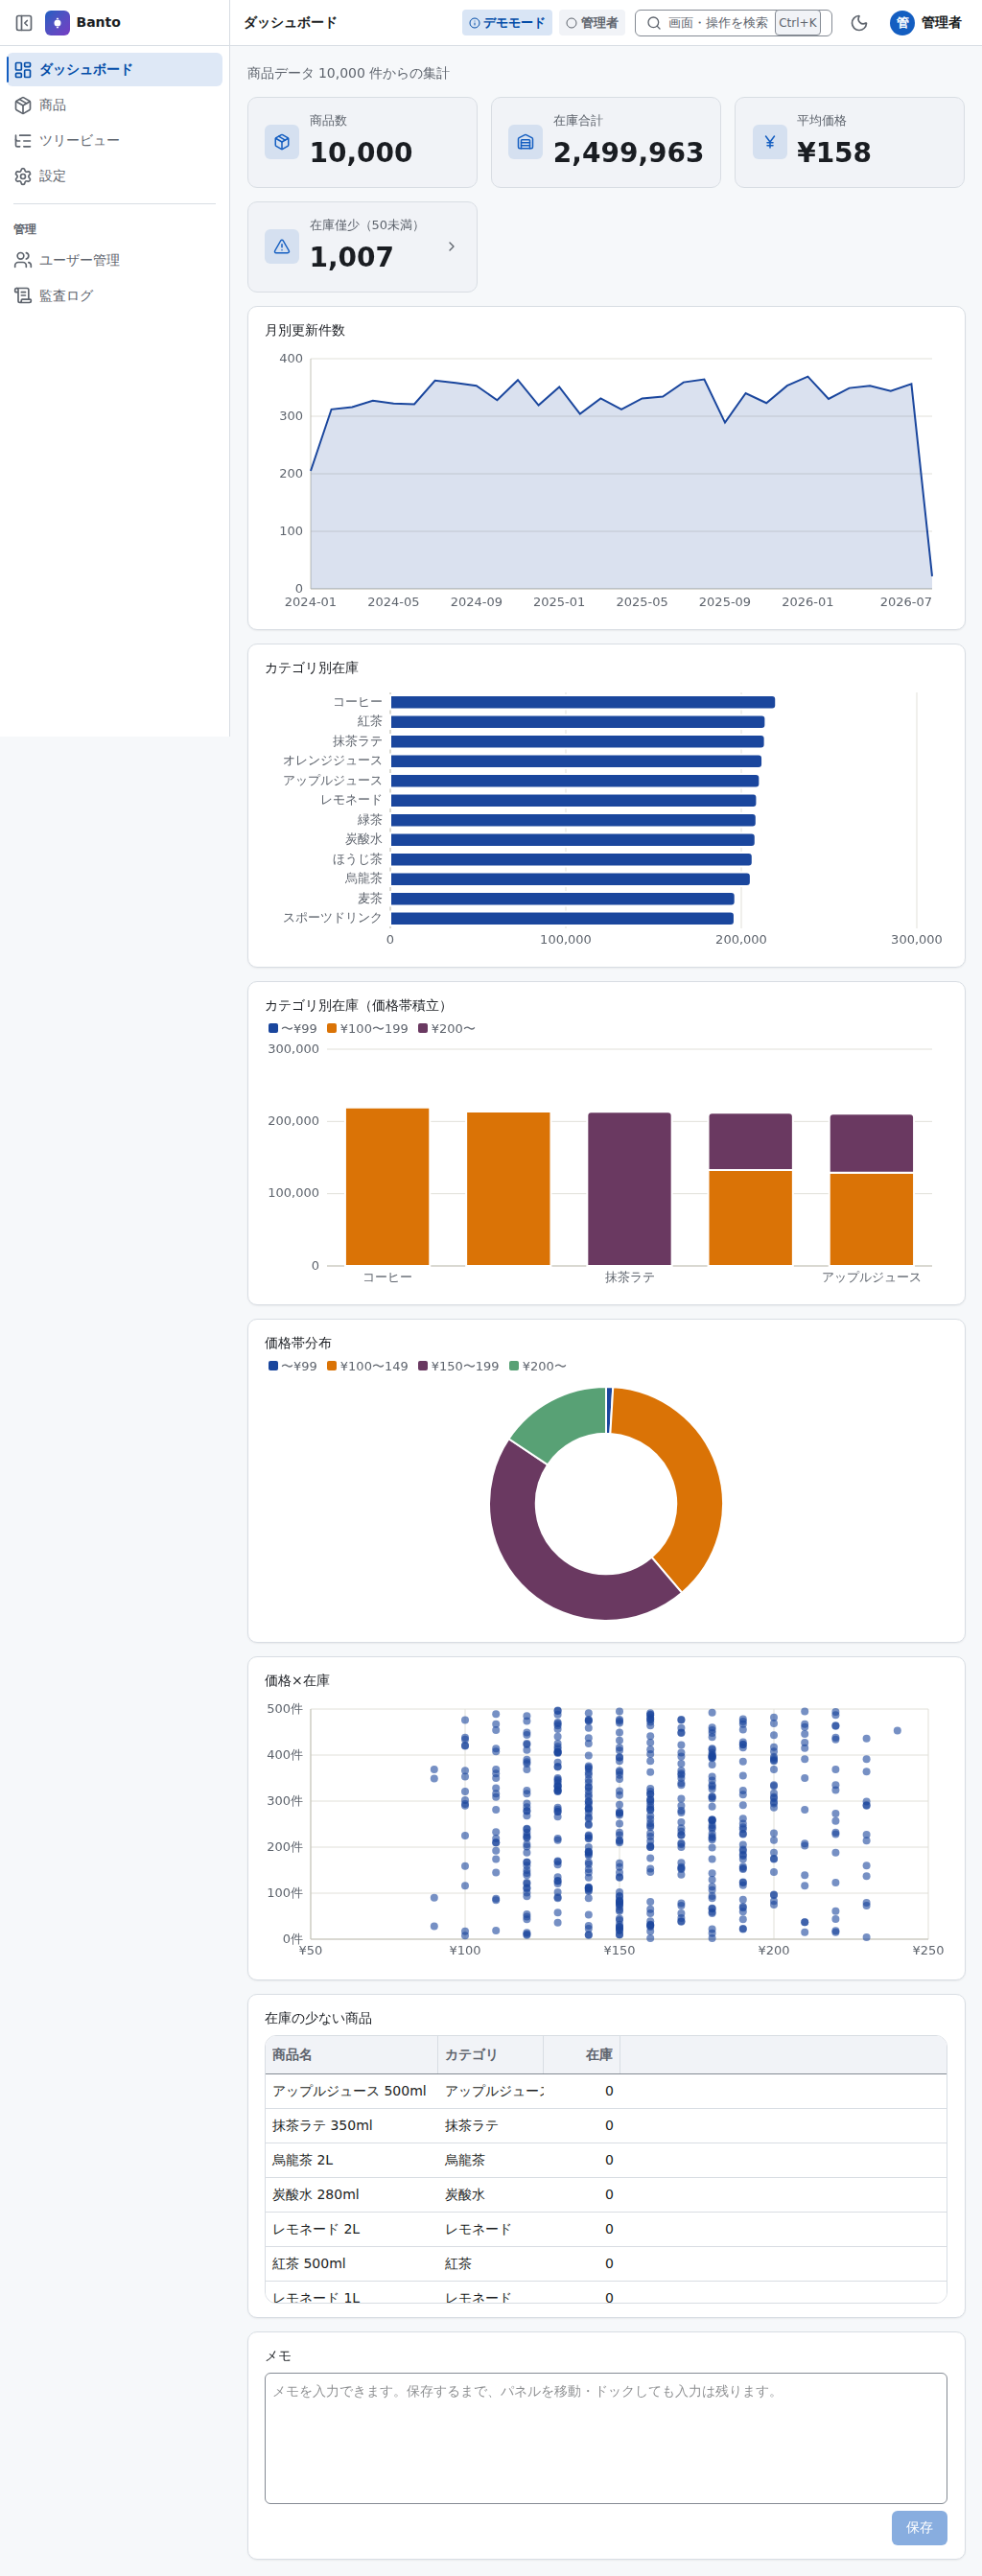 Banto
ダッシュボード
デモモード
管理者
画面・操作を検索 Ctrl+K
管 管理者
ダッシュボード
商品
ツリービュー
設定
管理
ユーザー管理
監査ログ
商品データ 10,000 件からの集計
商品数
10,000
在庫合計
2,499,963
平均価格
¥158
在庫僅少（50未満）
1,007
月別更新件数
400
300
200
100
0
2024-01 2024-05 2024-09 2025-01 2025-05 2025-09 2026-01 2026-07
カテゴリ別在庫
コーヒー
紅茶
抹茶ラテ
オレンジジュース
アップルジュース
レモネード
緑茶
炭酸水
ほうじ茶
烏龍茶
麦茶
スポーツドリンク
0 100,000 200,000 300,000
カテゴリ別在庫（価格帯積立）
〜¥99 ¥100〜199 ¥200〜
300,000
200,000
100,000
0
コーヒー 抹茶ラテ アップルジュース
価格帯分布
〜¥99 ¥100〜149 ¥150〜199 ¥200〜
価格×在庫
500件
400件
300件
200件
100件
0件
¥50 ¥100 ¥150 ¥200 ¥250
在庫の少ない商品
商品名 カテゴリ 在庫
アップルジュース 500ml アップルジュース 0
抹茶ラテ 350ml 抹茶ラテ 0
烏龍茶 2L 烏龍茶 0
炭酸水 280ml 炭酸水 0
レモネード 2L レモネード 0
紅茶 500ml 紅茶 0
レモネード 1L レモネード 0
メモ
メモを入力できます。保存するまで、パネルを移動・ドックしても入力は残ります。
保存